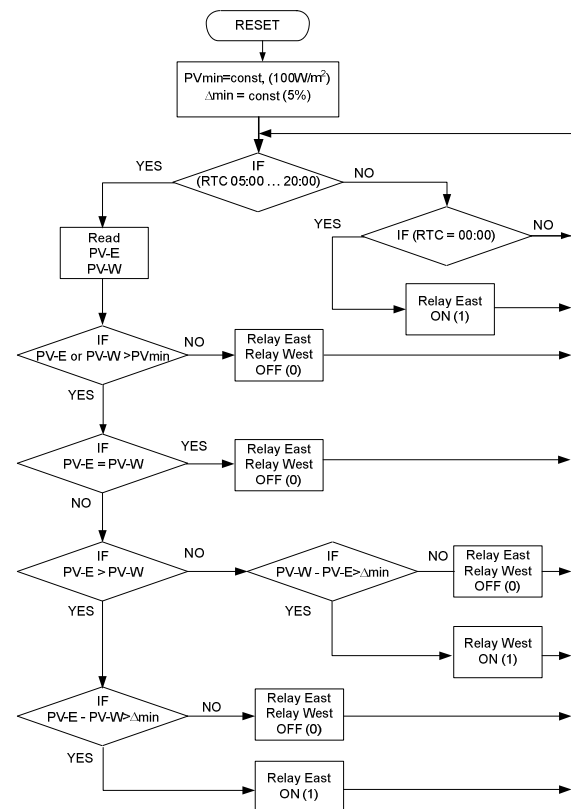 RESET
PVmin=const, (100W/m²)
Δmin = const (5%)
YES
IF
(RTC 05:00 ... 20:00)
NO
Read
PV-E
PV-W
YES
IF (RTC = 00:00)
NO
Relay East
ON (1)
IF
PV-E or PV-W >PVmin
NO
Relay East
Relay West
OFF (0)
YES
IF
PV-E = PV-W
YES
Relay East
Relay West
OFF (0)
NO
IF
PV-E > PV-W
NO
IF
PV-W - PV-E>Δmin
NO
Relay East
Relay West
OFF (0)
YES
YES
Relay West
ON (1)
IF
PV-E - PV-W>Δmin
NO
Relay East
Relay West
OFF (0)
YES
Relay East
ON (1)